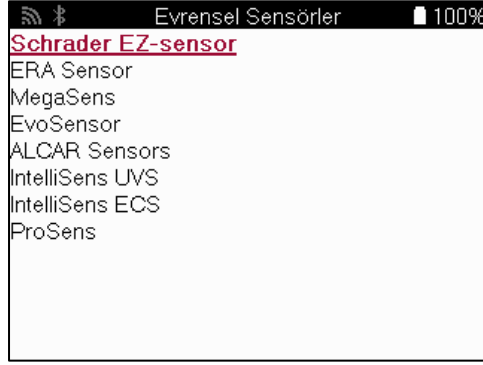 Evrensel Sensörler 100%
Schrader EZ-sensor
ERA Sensor
MegaSens
EvoSensor
ALCAR Sensors
IntelliSens UVS
IntelliSens ECS
ProSens